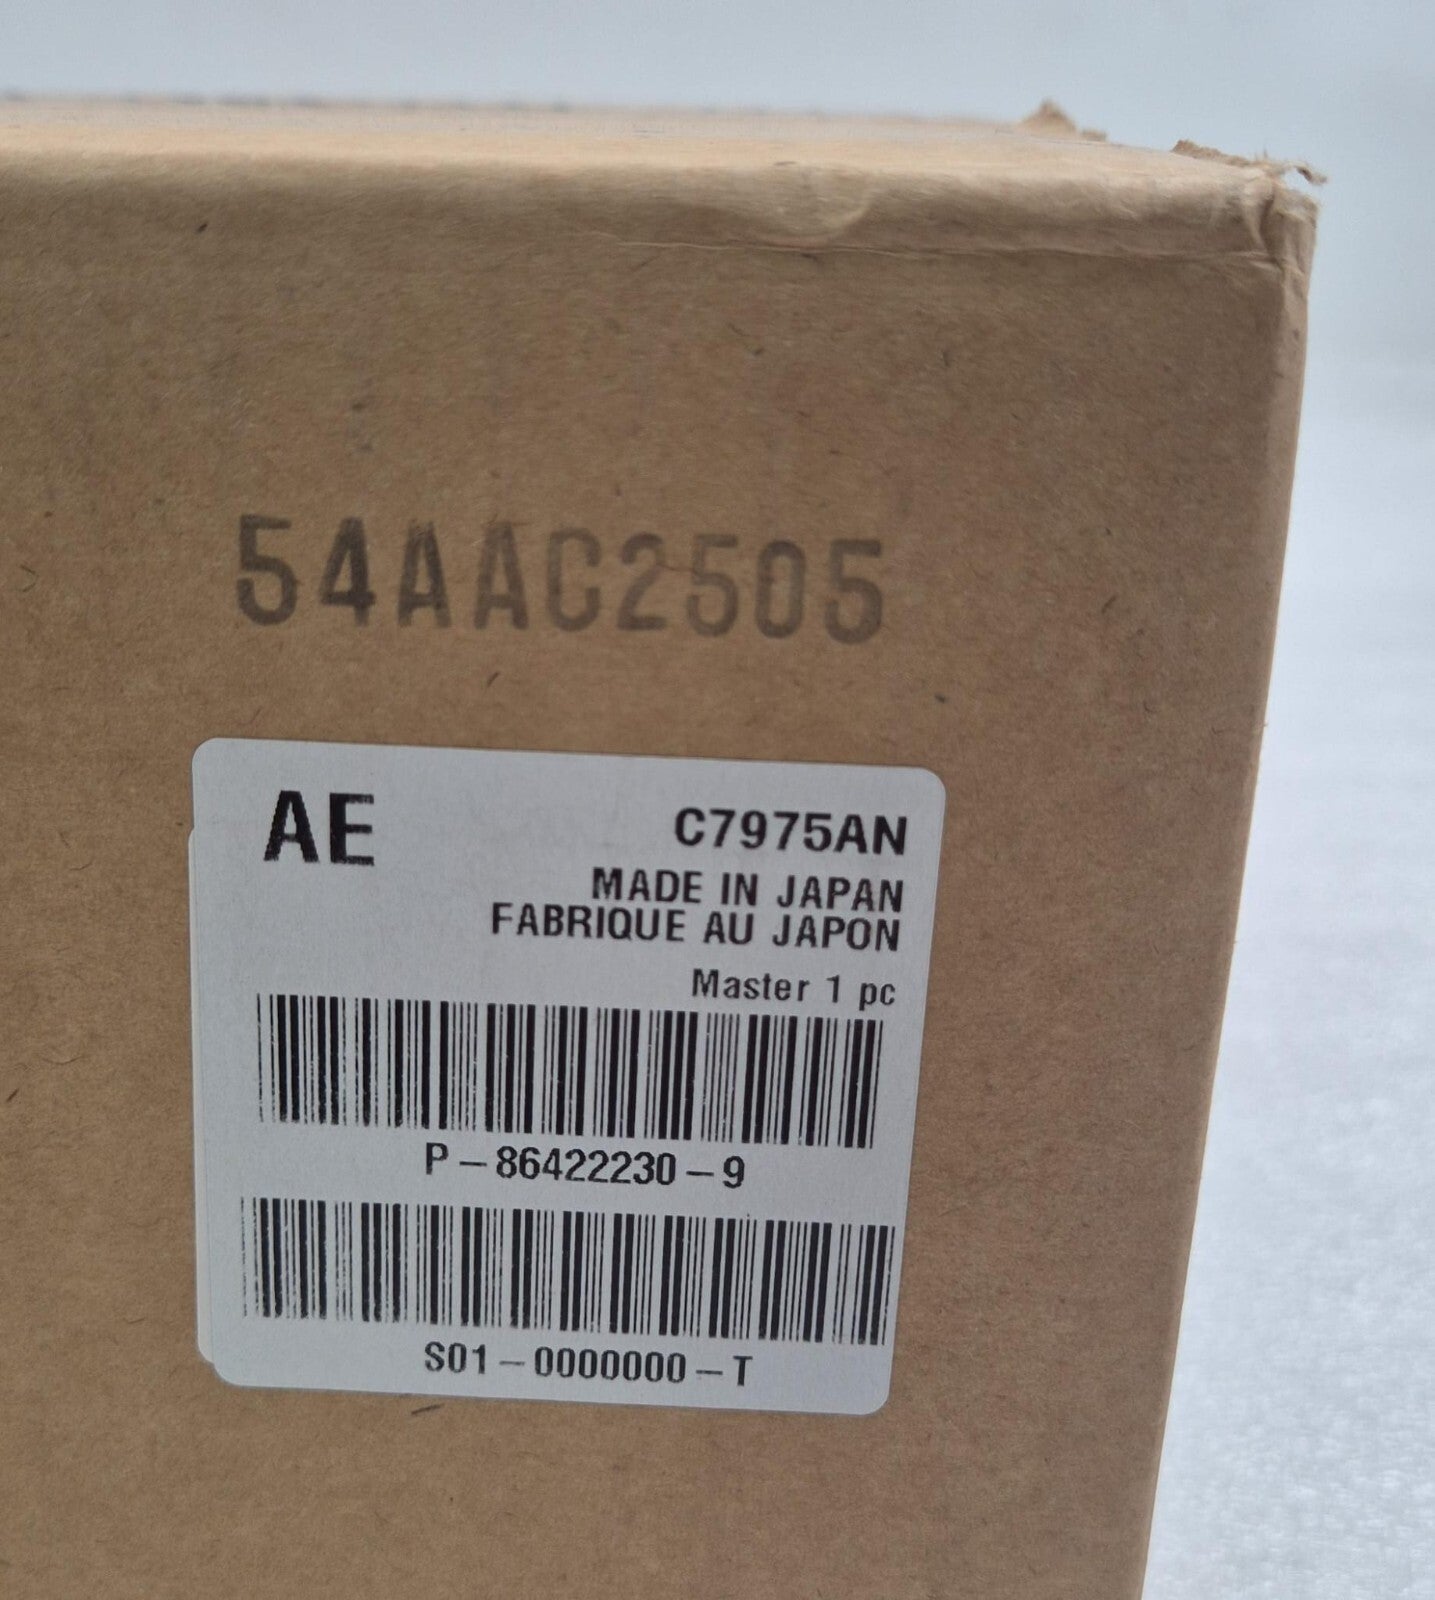 54AAC2505
AE C7975AN
MADE IN JAPAN
FABRIQUE AU JAPON
Master 1 pc
P-86422230-9
S01-0000000-T